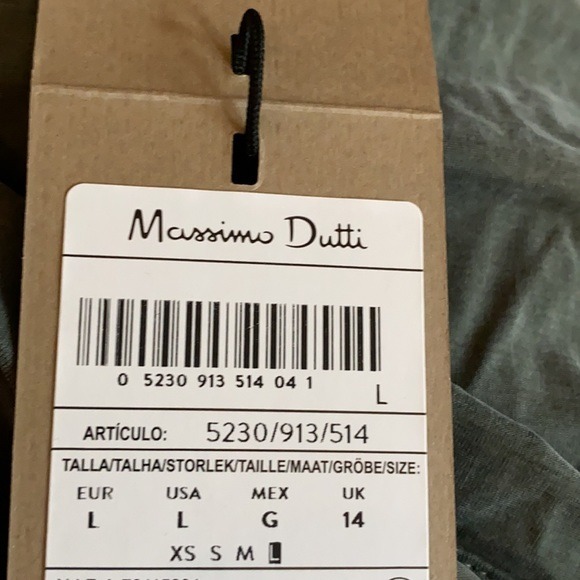 Massimo Dutti
0 5230 913 514 04 1
L
ARTÍCULO: 5230/913/514
TALLA/TALHA/STORLEK/TAILLE/MAAT/GRÖBE/SIZE:
EUR USA MEX UK
L L G 14
XS S M L